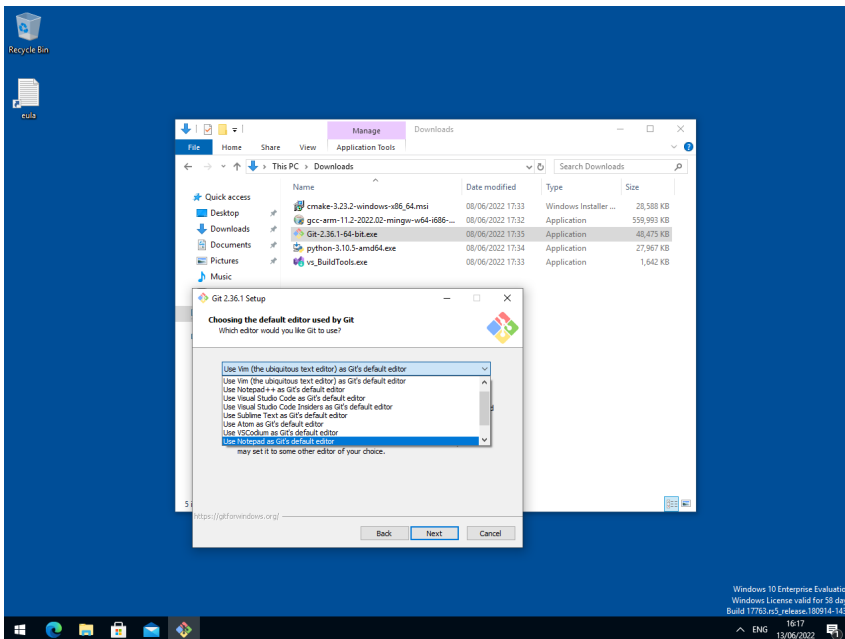 Recycle Bin
eula
Manage
Downloads
File
Home
Share
View
Application Tools
This PC
Downloads
Search Downloads
Name
Date modified
Type
Size
Quick access
Desktop
Downloads
Documents
Pictures
Music
cmake-3.23.2-windows-x86_64.msi 08/06/2022 17:33 Windows Installer ... 28,588 KB
gcc-arm-11.2-2022.02-mingw-w64-i686-... 08/06/2022 17:32 Application 559,993 KB
Git-2.36.1-64-bit.exe 08/06/2022 17:35 Application 48,475 KB
python-3.10.5-amd64.exe 08/06/2022 17:34 Application 27,967 KB
vs_BuildTools.exe 08/06/2022 17:33 Application 1,642 KB
Git 2.36.1 Setup
Choosing the default editor used by Git
Which editor would you like Git to use?
Use Vim (the ubiquitous text editor) as Git's default editor
Use Vim (the ubiquitous text editor) as Git's default editor
Use Notepad++ as Git's default editor
Use Visual Studio Code as Git's default editor
Use Visual Studio Code Insiders as Git's default editor
Use Sublime Text as Git's default editor
Use Atom as Git's default editor
Use VSCodium as Git's default editor
Use Notepad as Git's default editor
may set it to some other editor of your choice.
5
https://gitforwindows.org/
Back
Next
Cancel
Windows 10 Enterprise Evaluatio
Windows License valid for 58 day
Build 17763.rs5_release.180914-143
ENG
16:17
13/06/2022
1